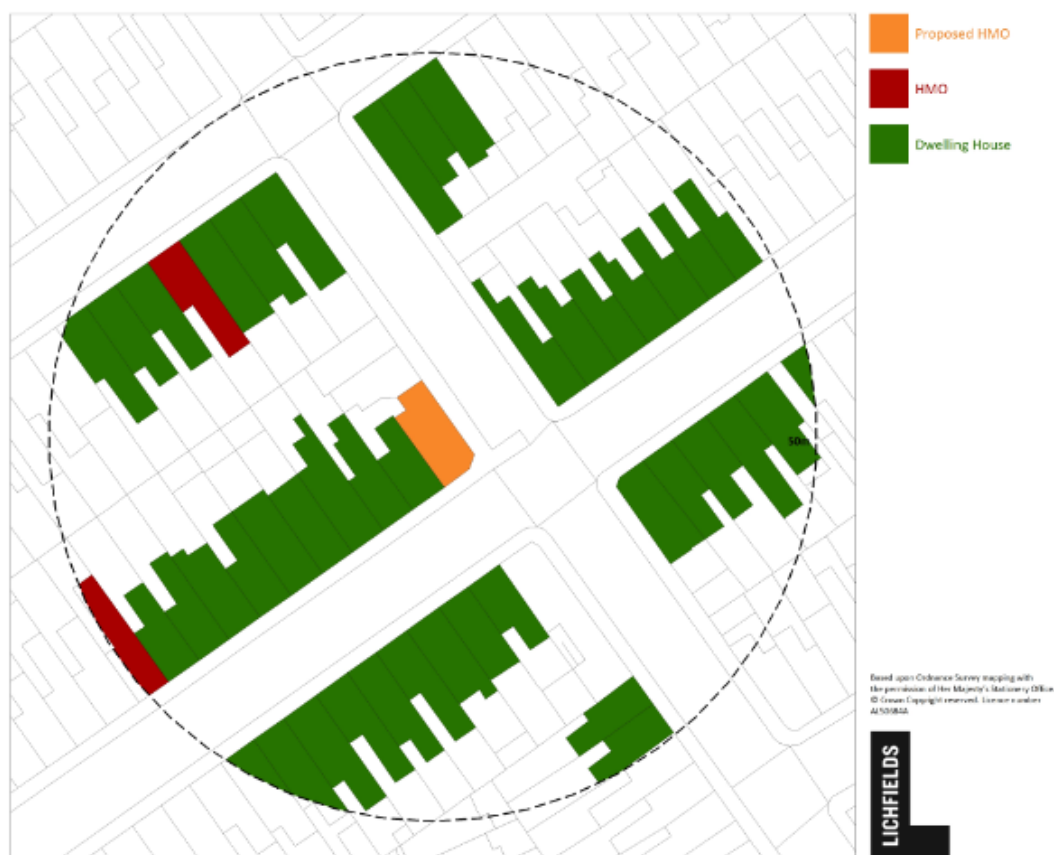 Proposed HMO
HMO
Dwelling House
50m
Based upon Ordnance Survey mapping with
the permission of Her Majesty's Stationery Office.
© Crown Copyright reserved. Licence number
LICHFIELDS